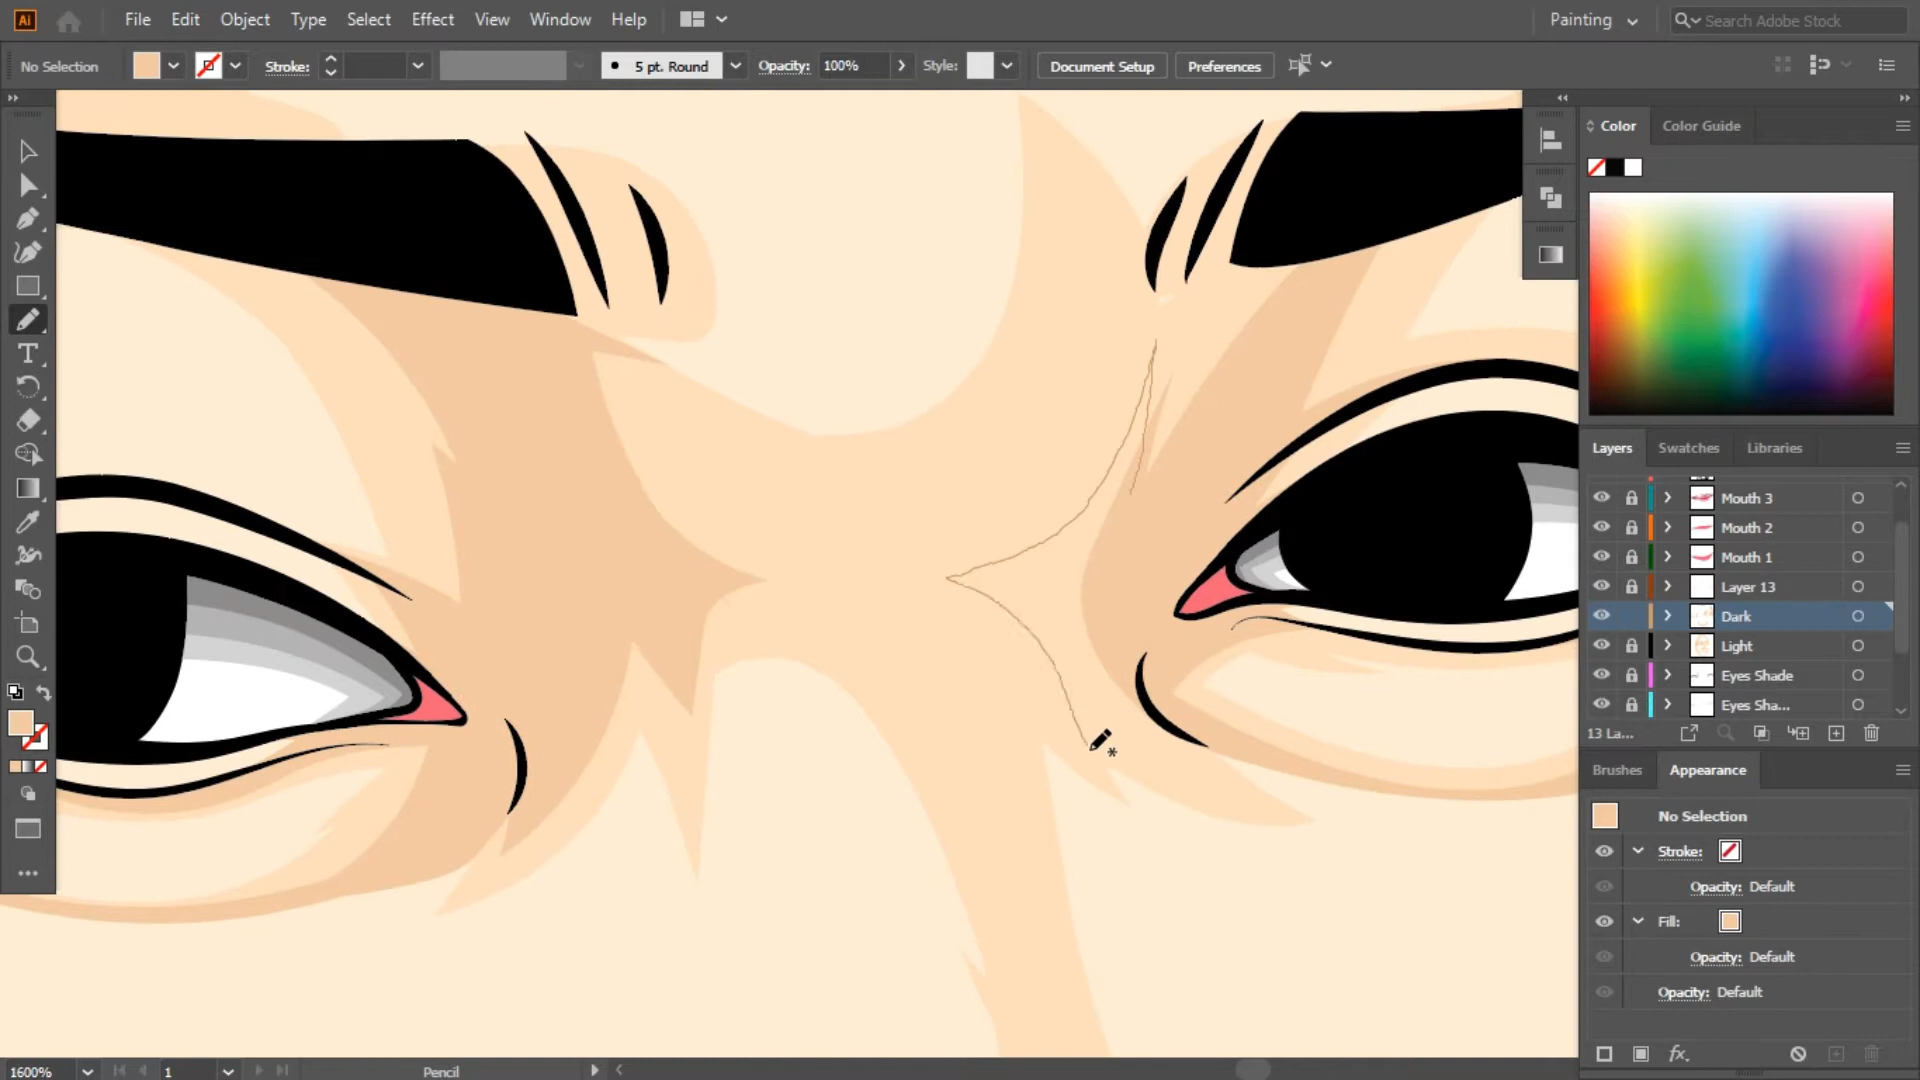 Ai File Edit Object Type Select Effect View Window Help Painting Search Adobe Stock
No Selection Stroke: 5 pt. Round Opacity: 100% Style: Document Setup Preferences
Color Color Guide
Layers Swatches Libraries
Mouth 3
Mouth 2
Mouth 1
Layer 13
Dark
Light
Eyes Shade
Eyes Sha...
13 La...
Brushes Appearance
No Selection
Stroke:
Opacity: Default
Fill:
Opacity: Default
Opacity: Default
fx.
1600% 1 Pencil